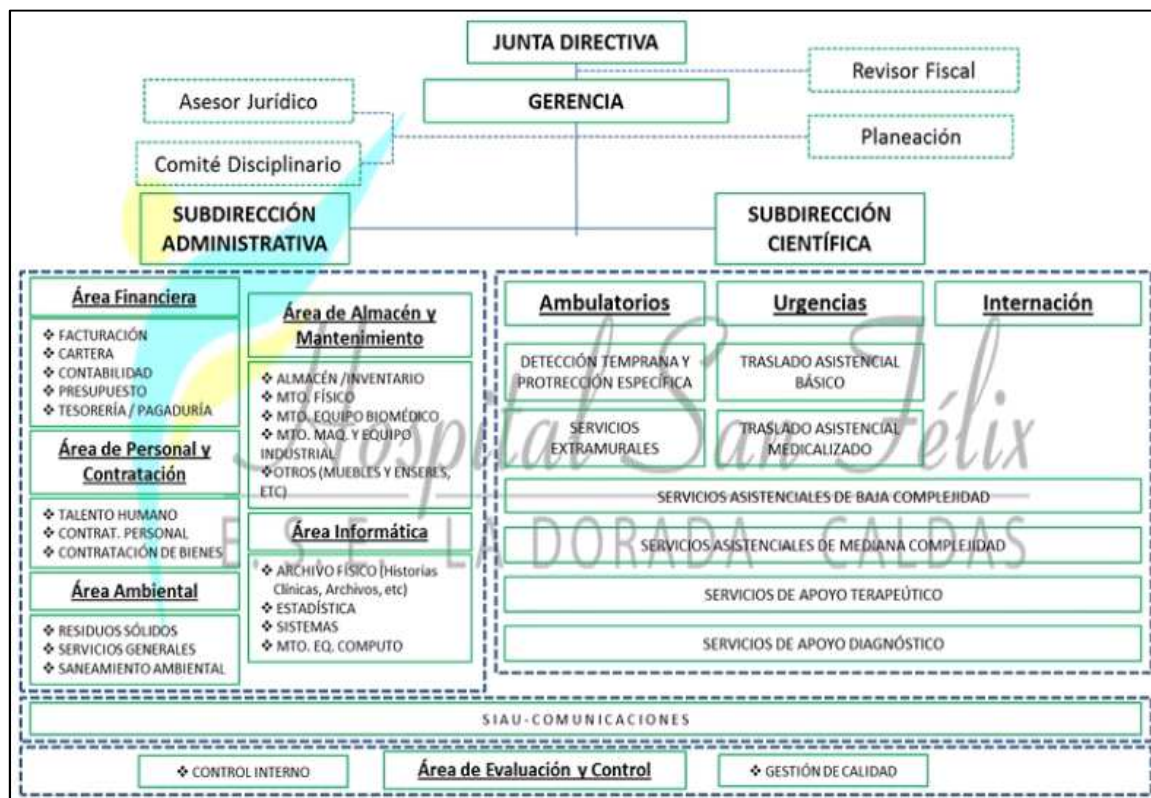 JUNTA DIRECTIVA
Revisor Fiscal
GERENCIA
Asesor Jurídico
Planeación
Comité Disciplinario
SUBDIRECCIÓN
ADMINISTRATIVA
SUBDIRECCIÓN
CIENTÍFICA
Área Financiera
❖ FACTURACIÓN
❖ CARTERA
❖ CONTABILIDAD
❖ PRESUPUESTO
❖ TESORERÍA / PAGADURÍA
Área de Personal y
Contratación
❖ TALENTO HUMANO
❖ CONTRAT. PERSONAL
❖ CONTRATACIÓN DE BIENES
Área Ambiental
❖ RESIDUOS SÓLIDOS
❖ SERVICIOS GENERALES
❖ SANEAMIENTO AMBIENTAL
Área de Almacén y
Mantenimiento
❖ ALMACÉN /INVENTARIO
❖ MTO. FÍSICO
❖ MTO. EQUIPO BIOMÉDICO
❖ MTO. MAQ. Y EQUIPO
INDUSTRIAL
❖ OTROS (MUEBLES Y ENSERES,
ETC)
Área Informática
❖ ARCHIVO FÍSICO (Historias
Clínicas, Archivos, etc)
❖ ESTADÍSTICA
❖ SISTEMAS
❖ MTO. EQ. COMPUTO
Ambulatorios
Urgencias
Internación
DETECCIÓN TEMPRANA Y
PROTRECCIÓN ESPECÍFICA
TRASLADO ASISTENCIAL
BÁSICO
SERVICIOS
EXTRAMURALES
TRASLADO ASISTENCIAL
MEDICALIZADO
SERVICIOS ASISTENCIALES DE BAJA COMPLEJIDAD
SERVICIOS ASISTENCIALES DE MEDIANA COMPLEJIDAD
SERVICIOS DE APOYO TERAPEÚTICO
SERVICIOS DE APOYO DIAGNÓSTICO
Hospital San Félix
E. S. E. LA DORADA - CALDAS
SIAU-COMUNICACIONES
❖ CONTROL INTERNO
Área de Evaluación y Control
❖ GESTIÓN DE CALIDAD